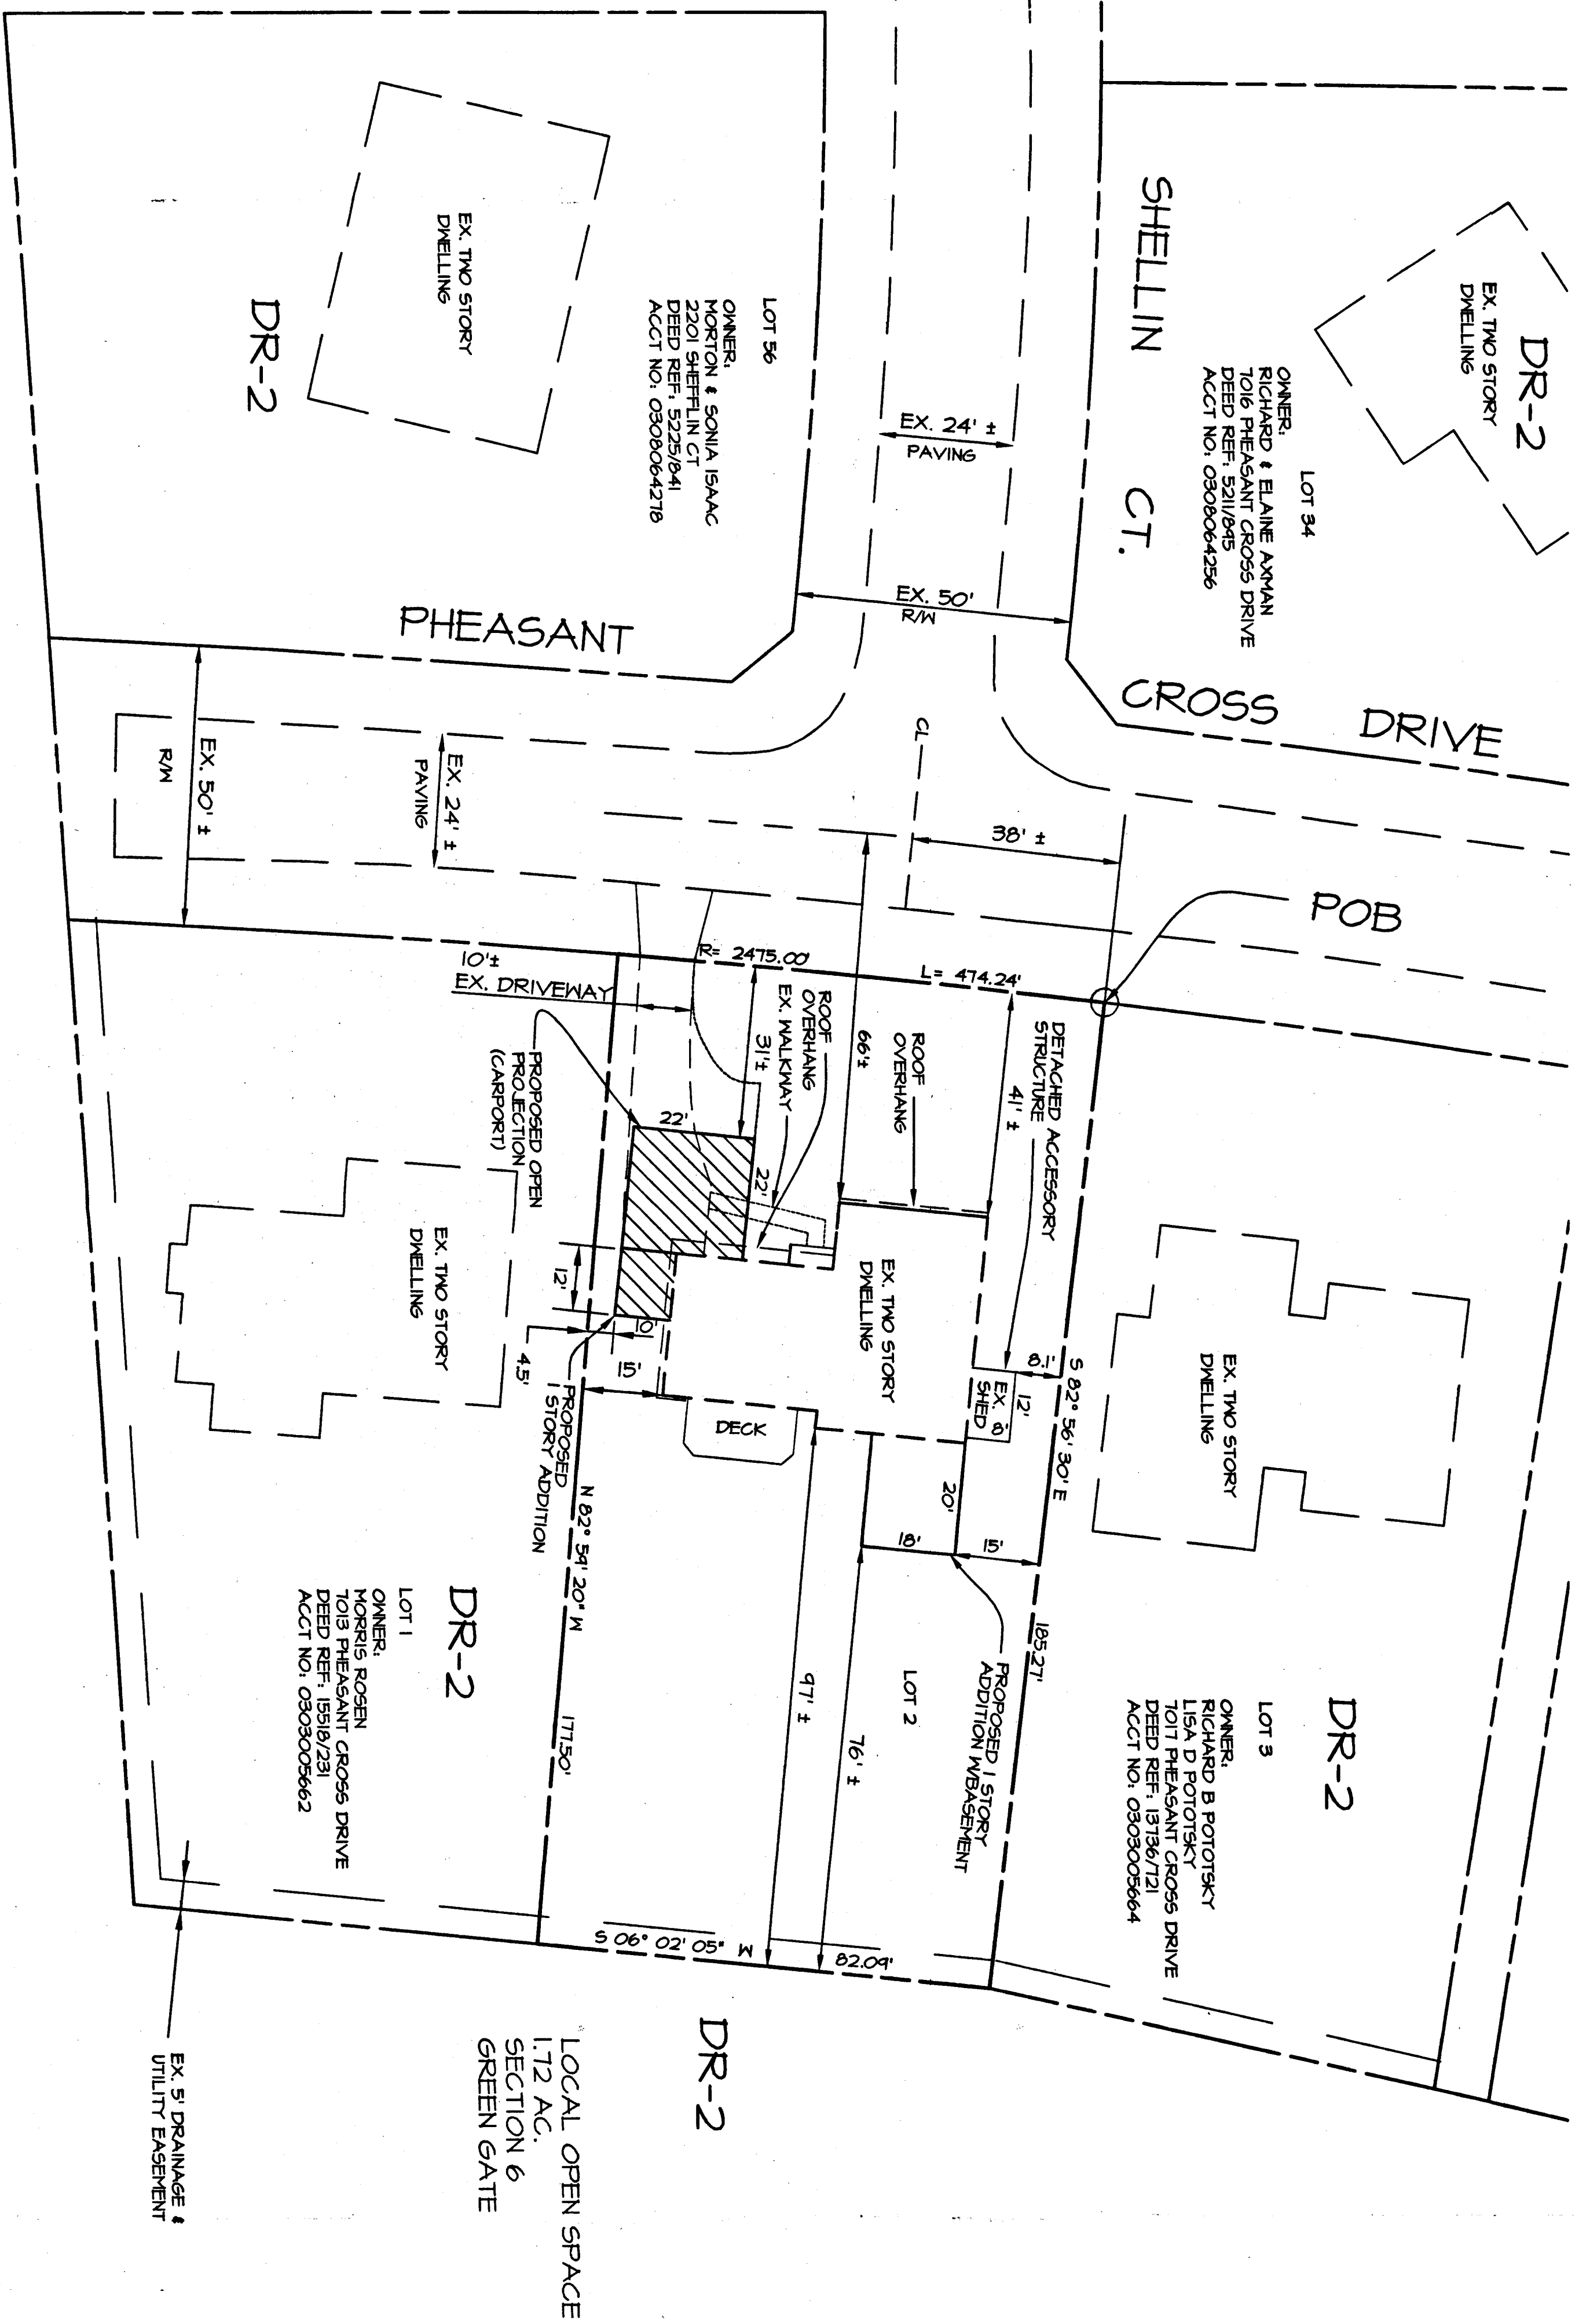 SHELLIN CT.
PHEASANT CROSS DRIVE
DR-2
EX. TWO STORY
DWELLING
LOT 34
OWNER:
RICHARD & ELAINE AXMAN
7016 PHEASANT CROSS DRIVE
DEED REF: 5211/895
ACCT NO: 0308064256
EX. TWO STORY
DWELLING
DR-2
LOT 56
OWNER:
MORTON & SONIA ISAAC
2201 SHEFFLIN CT
DEED REF: 5225/841
ACCT NO: 0308064278
EX. 24' ±
PAVING
EX. 50'
R/W
EX. 50' ±
R/W
EX. 24' ±
PAVING
CL
38' ±
POB
R= 2475.00'
L= 474.24'
10'±
EX. DRIVEWAY
31'±
66'±
41' ±
ROOF
OVERHANG
EX. WALKWAY
ROOF
OVERHANG
DETACHED ACCESSORY
STRUCTURE
PROPOSED OPEN
PROJECTION
(CARPORT)
22'
22'
12'
10'
4.5'
15'
EX. TWO STORY
DWELLING
EX. TWO STORY
DWELLING
EX. TWO STORY
DWELLING
8.1'
12'
EX. 8'
SHED
DECK
20'
18'
15'
S 82° 56' 30" E
185.27'
N 82° 59' 20" W
177.50'
PROPOSED
1 STORY ADDITION
PROPOSED 1 STORY
ADDITION W/BASEMENT
97' ±
76' ±
LOT 2
DR-2
LOT 3
OWNER:
RICHARD B POTOTSKY
LISA D POTOTSKY
7017 PHEASANT CROSS DRIVE
DEED REF: 13736/721
ACCT NO: 0303005664
DR-2
LOT 1
OWNER:
MORRIS ROSEN
7013 PHEASANT CROSS DRIVE
DEED REF: 15518/231
ACCT NO: 0303005662
S 06° 02' 05" W
82.09'
DR-2
LOCAL OPEN SPACE
1.72 AC.
SECTION 6
GREEN GATE
EX. 5' DRAINAGE &
UTILITY EASEMENT